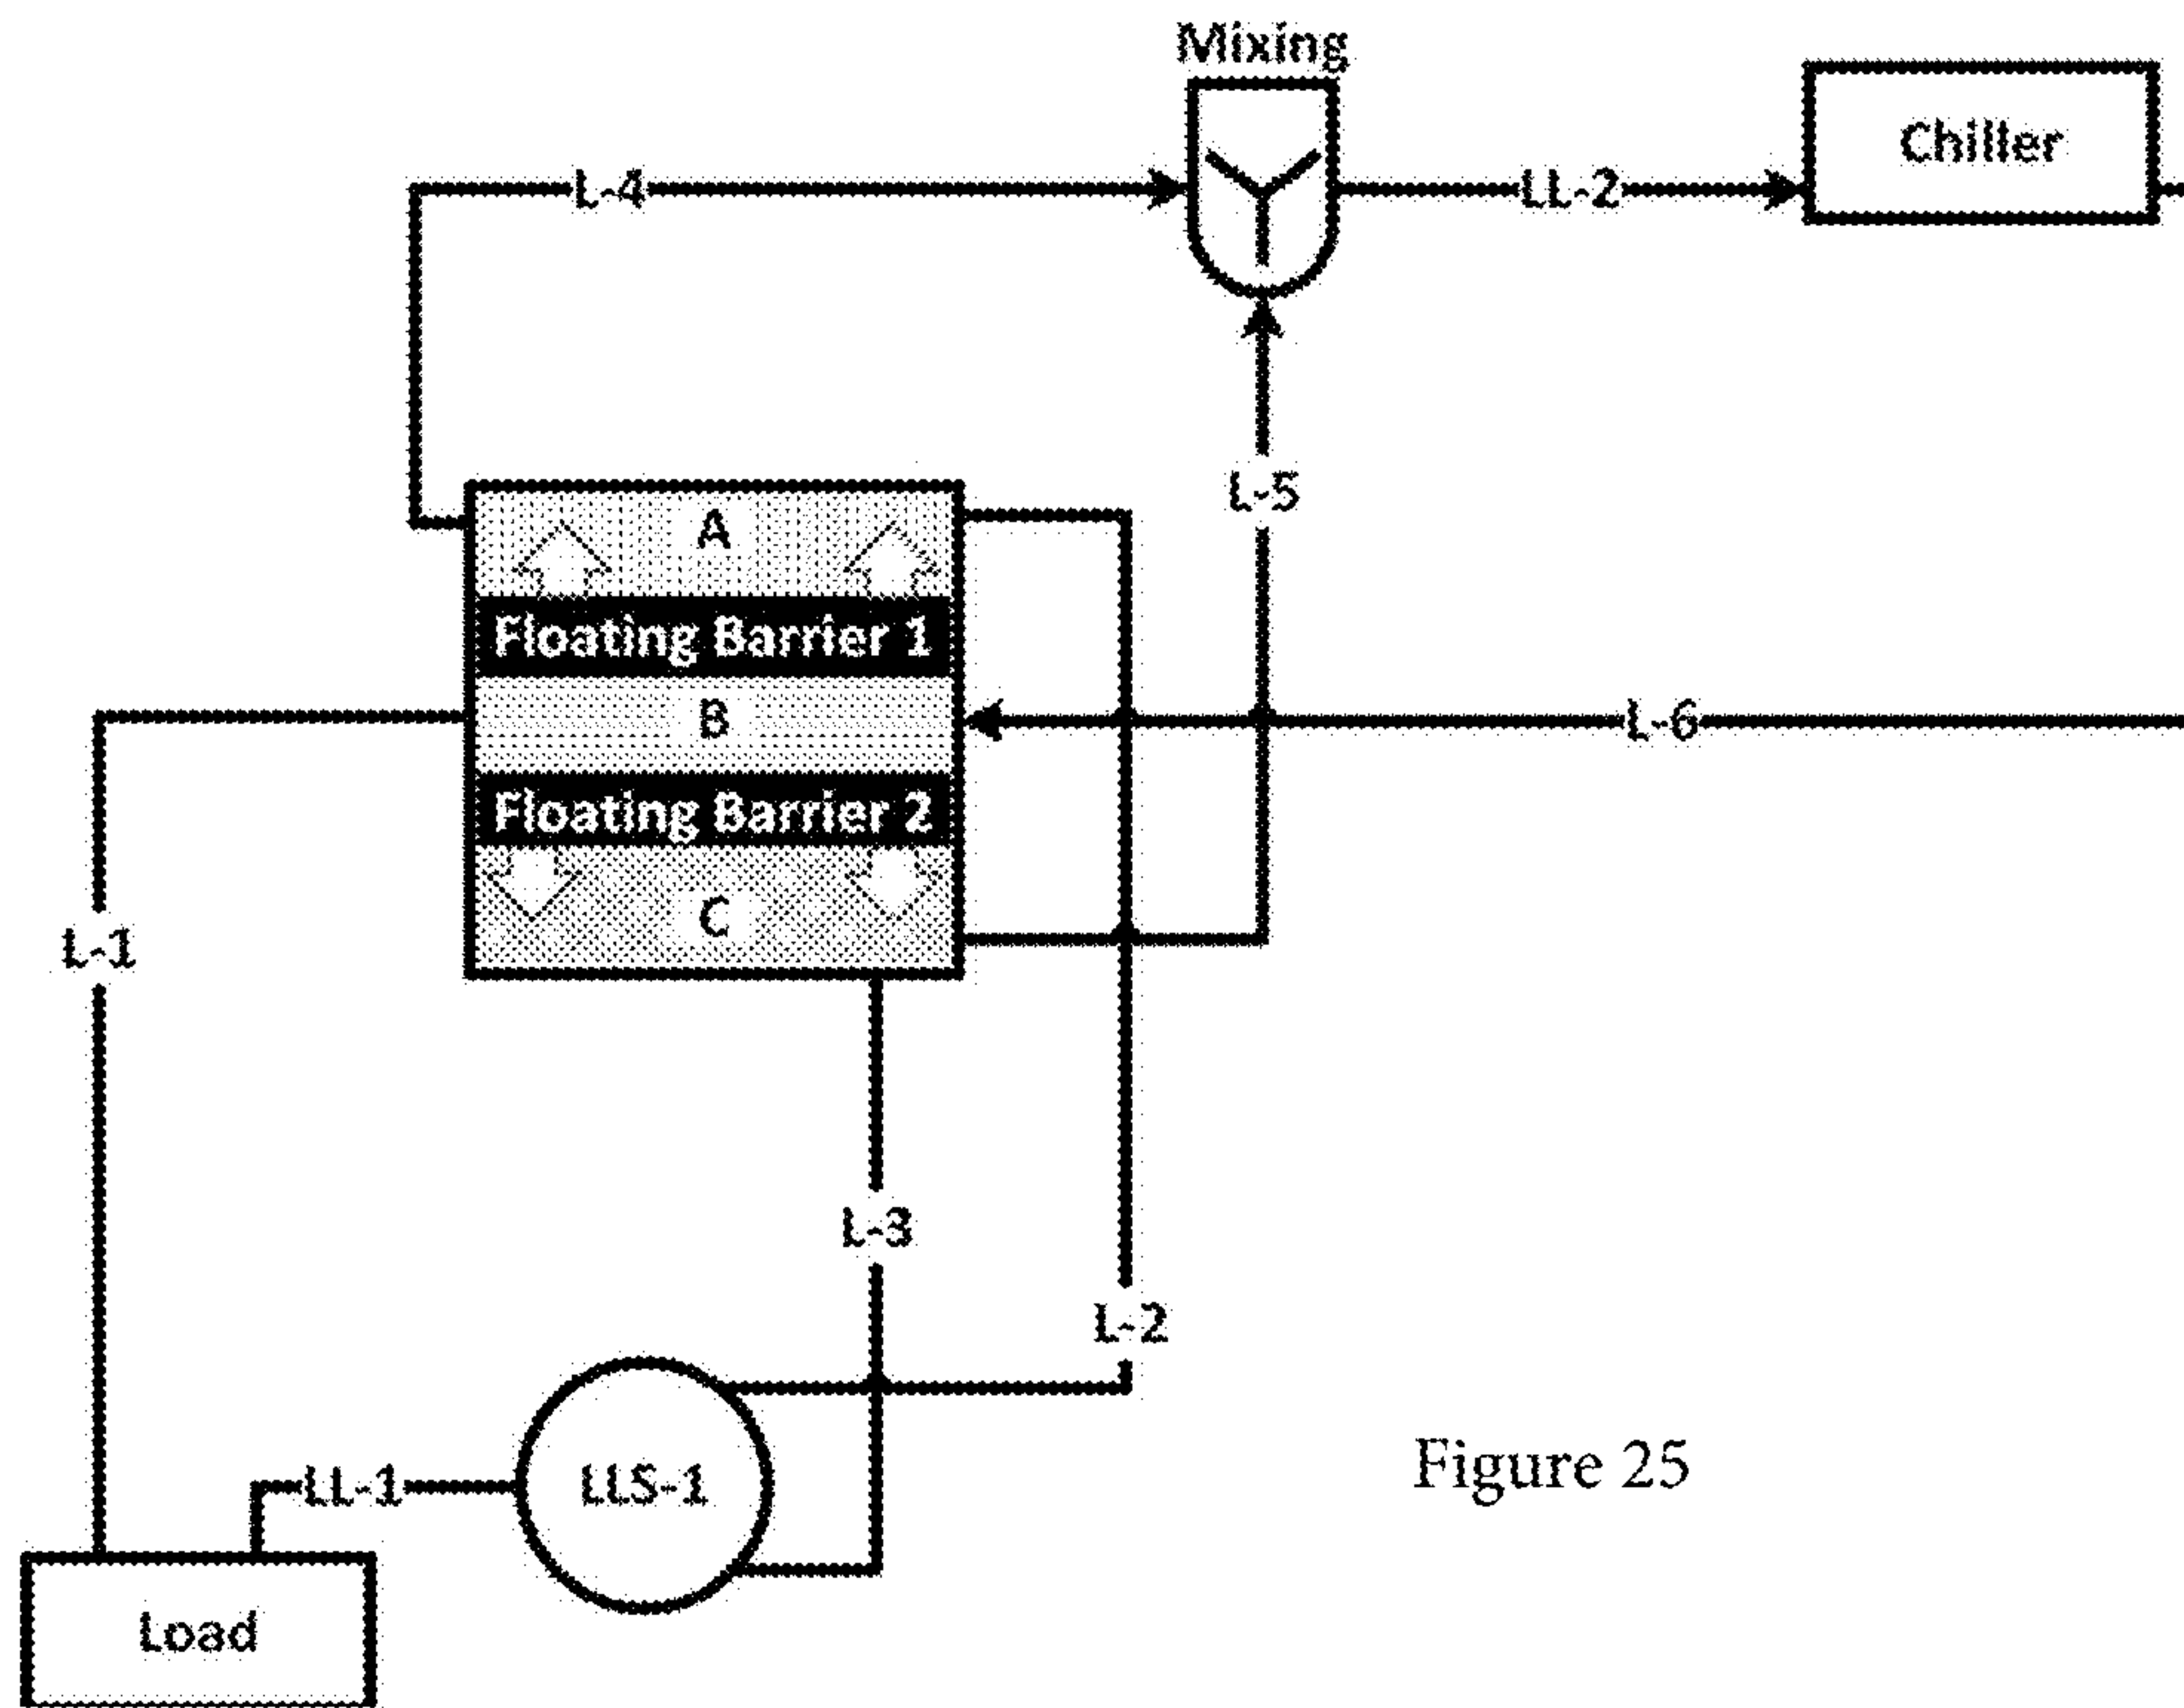 Mixing
Chiller
L-4
LL-2
L-5
A
Floating Barrier 1
B
L-6
Floating Barrier 2
C
L-1
L-3
L-2
LL-1
LLS-1
Figure 25
Load